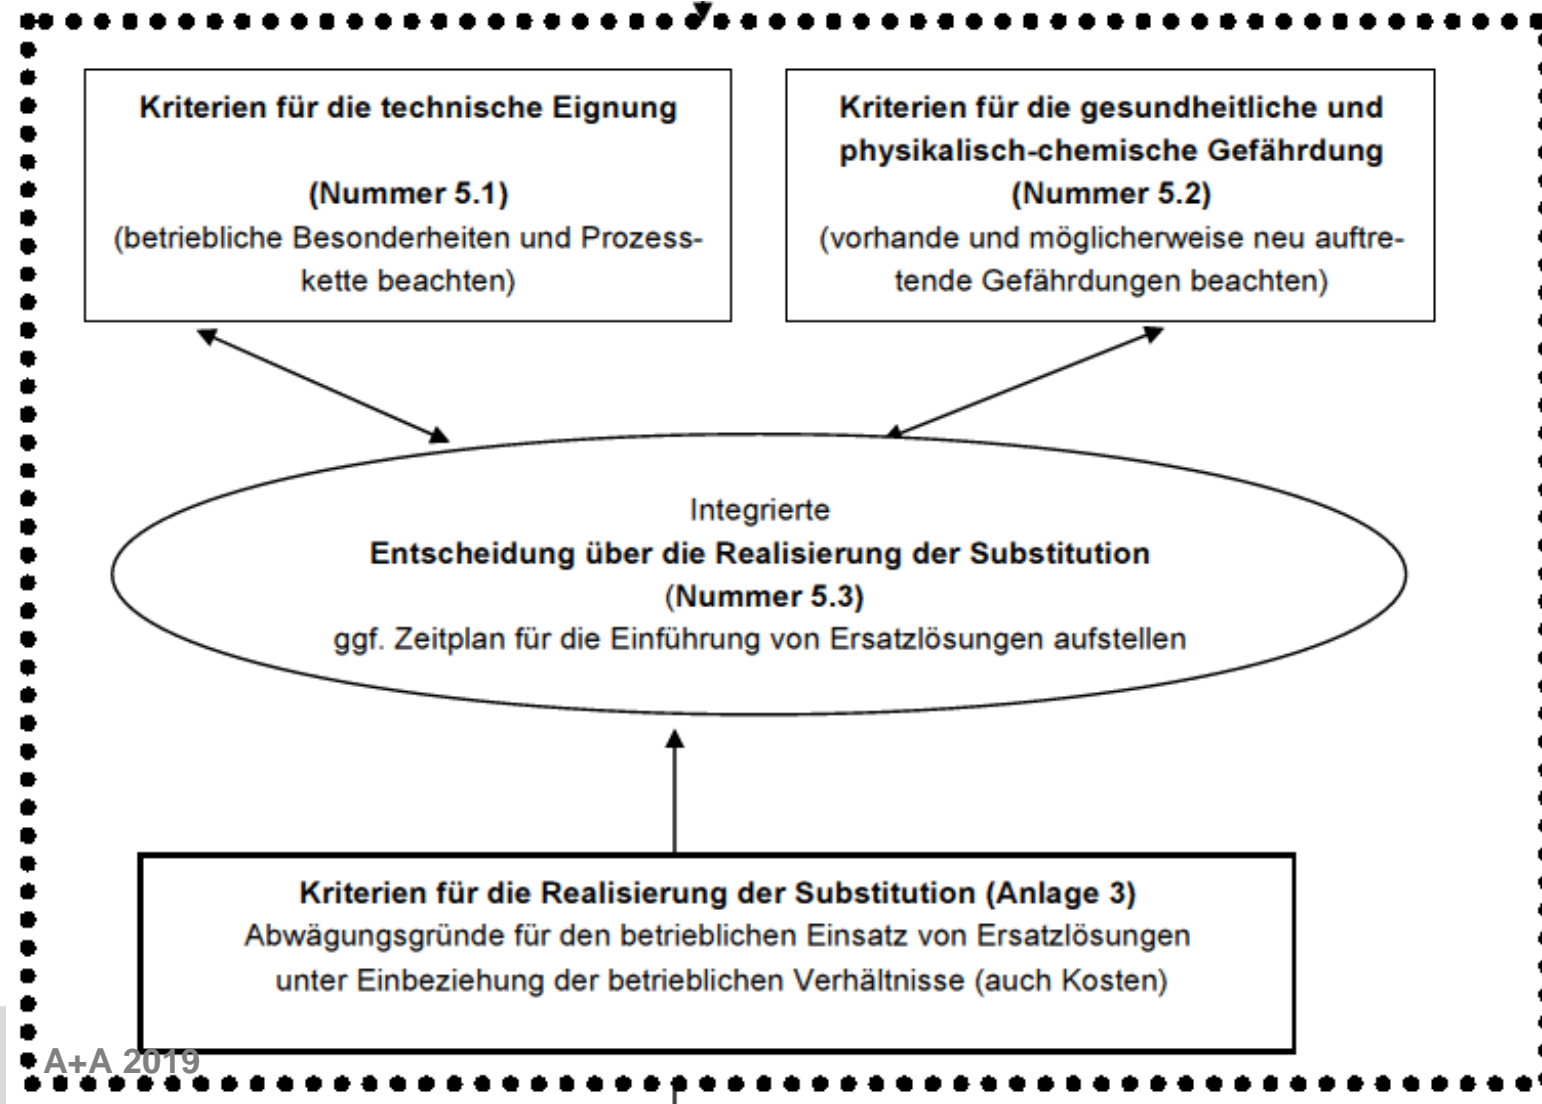 Kriterien für die technische Eignung
(Nummer 5.1)
(betriebliche Besonderheiten und Prozess-
kette beachten)
Kriterien für die gesundheitliche und
physikalisch-chemische Gefährdung
(Nummer 5.2)
(vorhande und möglicherweise neu auftre-
tende Gefährdungen beachten)
Integrierte
Entscheidung über die Realisierung der Substitution
(Nummer 5.3)
ggf. Zeitplan für die Einführung von Ersatzlösungen aufstellen
Kriterien für die Realisierung der Substitution (Anlage 3)
Abwägungsgründe für den betrieblichen Einsatz von Ersatzlösungen
unter Einbeziehung der betrieblichen Verhältnisse (auch Kosten)
A+A 2019